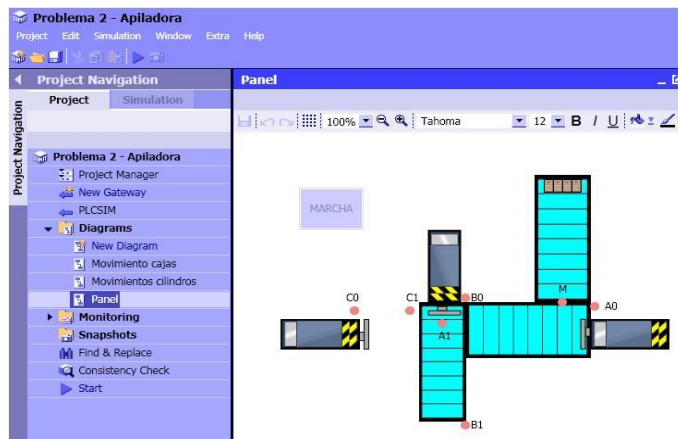 Problema 2 - Apiladora
Project Edit Simulation Window Extra Help
Project Navigation
Project Simulation
Project Navigation
Problema 2 - Apiladora
Project Manager
New Gateway
PLCSIM
Diagrams
New Diagram
Movimiento cajas
Movimientos cilindros
Panel
Monitoring
Snapshots
Find & Replace
Consistency Check
Start
Panel
100% Tahoma 12 B I U
MARCHA
M
C0 C1 B0 A0
A1
B1